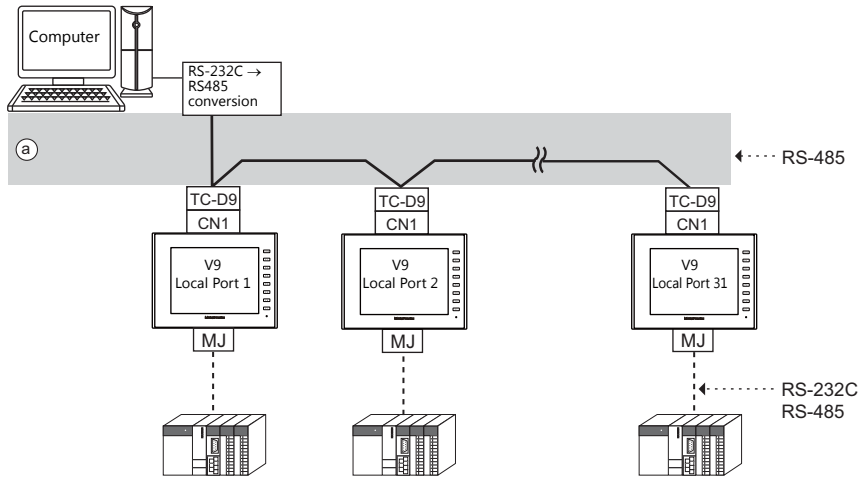 Computer
RS-232C →
RS485
conversion
a
RS-485
TC-D9
CN1
TC-D9
CN1
TC-D9
CN1
V9
Local Port 1
V9
Local Port 2
V9
Local Port 31
MJ
MJ
MJ
RS-232C
RS-485